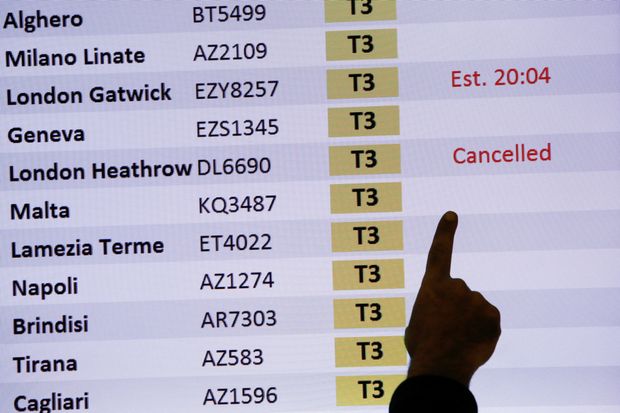 Alghero BT5499 T3
Milano Linate AZ2109 T3
London Gatwick EZY8257 T3 Est. 20:04
Geneva EZS1345 T3
London Heathrow DL6690 T3 Cancelled
Malta KQ3487 T3
Lamezia Terme ET4022 T3
Napoli AZ1274 T3
Brindisi AR7303 T3
Tirana AZ583 T3
Cagliari AZ1596 T3